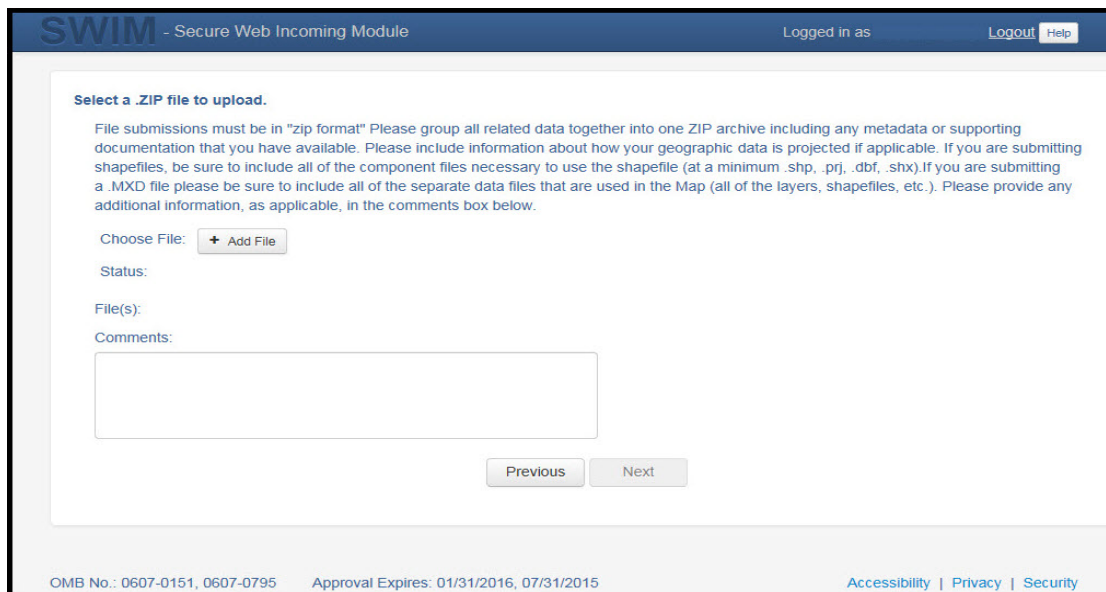 SWIM - Secure Web Incoming Module Logged in as Logout Help
Select a .ZIP file to upload.
File submissions must be in "zip format" Please group all related data together into one ZIP archive including any metadata or supporting
documentation that you have available. Please include information about how your geographic data is projected if applicable. If you are submitting
shapefiles, be sure to include all of the component files necessary to use the shapefile (at a minimum .shp, .prj, .dbf, .shx).If you are submitting
a .MXD file please be sure to include all of the separate data files that are used in the Map (all of the layers, shapefiles, etc.). Please provide any
additional information, as applicable, in the comments box below.
Choose File: + Add File
Status:
File(s):
Comments:
Previous Next
OMB No.: 0607-0151, 0607-0795 Approval Expires: 01/31/2016, 07/31/2015 Accessibility | Privacy | Security